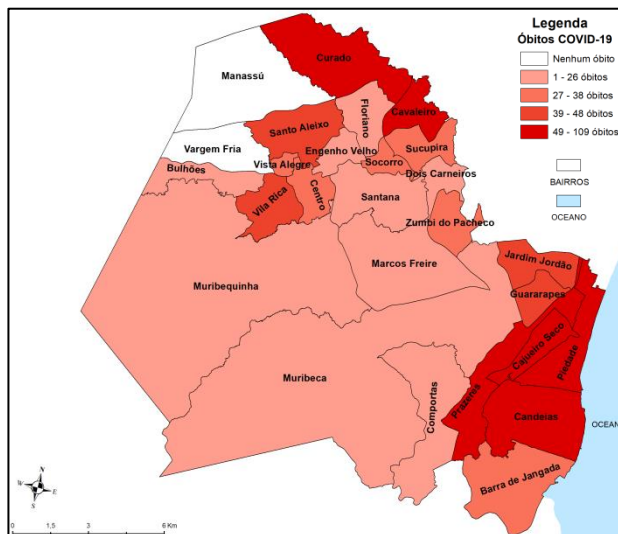 Legenda
Óbitos COVID-19
Nenhum óbito
1 - 26 óbitos
27 - 38 óbitos
39 - 48 óbitos
49 - 109 óbitos
BAIRROS
OCEANO
Curado
Manassú
Cavaleiro
Floriano
Santo Aleixo
Sucupira
Vargem Fria
Engenho Velho
Socorro
Vista Alegre
Bulhões
Dois Carneiros
Vila Rica
Centro
Santana
Zumbi do Pacheco
Marcos Freire
Jardim Jordão
Muribequinha
Guararapes
Cajueiro Seco
Piedade
Muribeca
Comportas
Prazeres
Candeias
OCEAN
Barra de Jangada
N
W E
S
0 1,5 3 6 Km